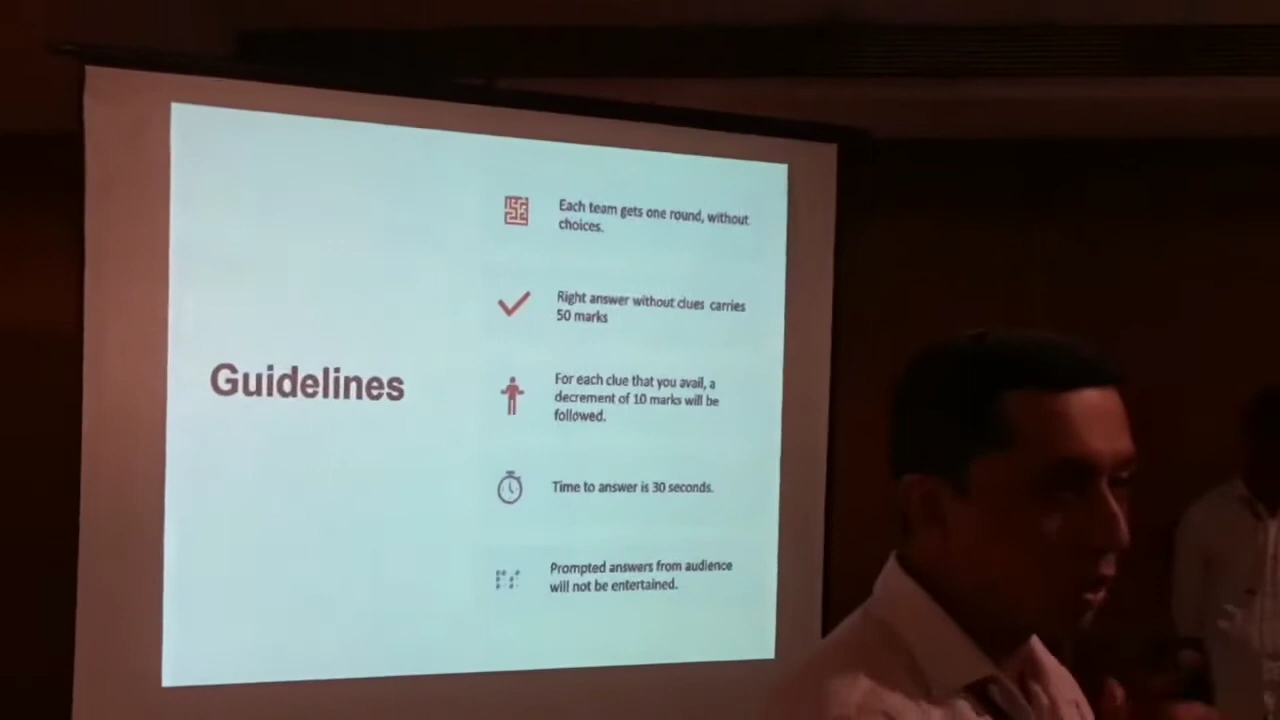 Guidelines
Each team gets one round, without
choices.
Right answer without clues carries
50 marks
For each clue that you avail, a
decrement of 10 marks will be
followed.
Time to answer is 30 seconds.
Prompted answers from audience
will not be entertained.